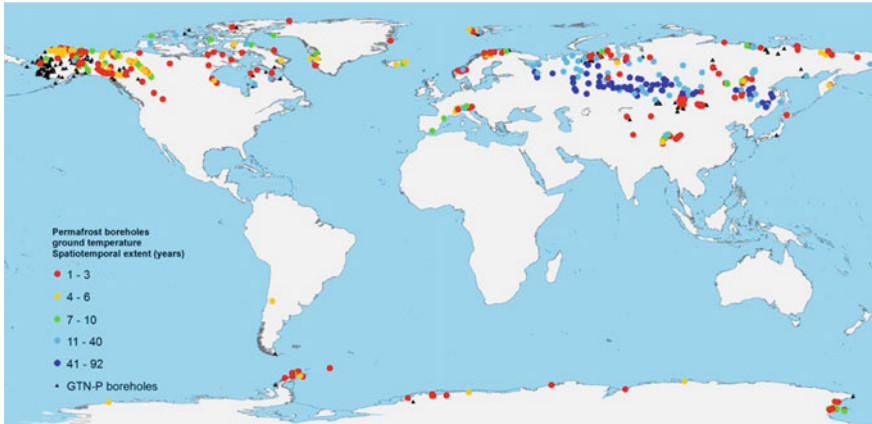 Permafrost boreholes
ground temperature
Spatiotemporal extent (years)
1 - 3
4 - 6
7 - 10
11 - 40
41 - 92
GTN-P boreholes